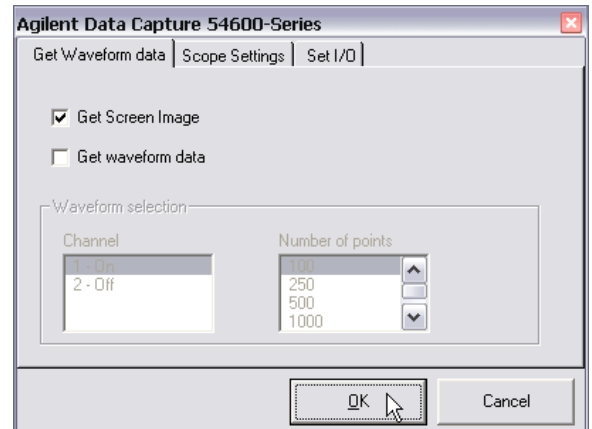 Agilent Data Capture 54600-Series
Get Waveform data Scope Settings Set I/O
Get Screen Image
Get waveform data
Waveform selection
Channel
1 - On
2 - Off
Number of points
100
250
500
1000
OK Cancel